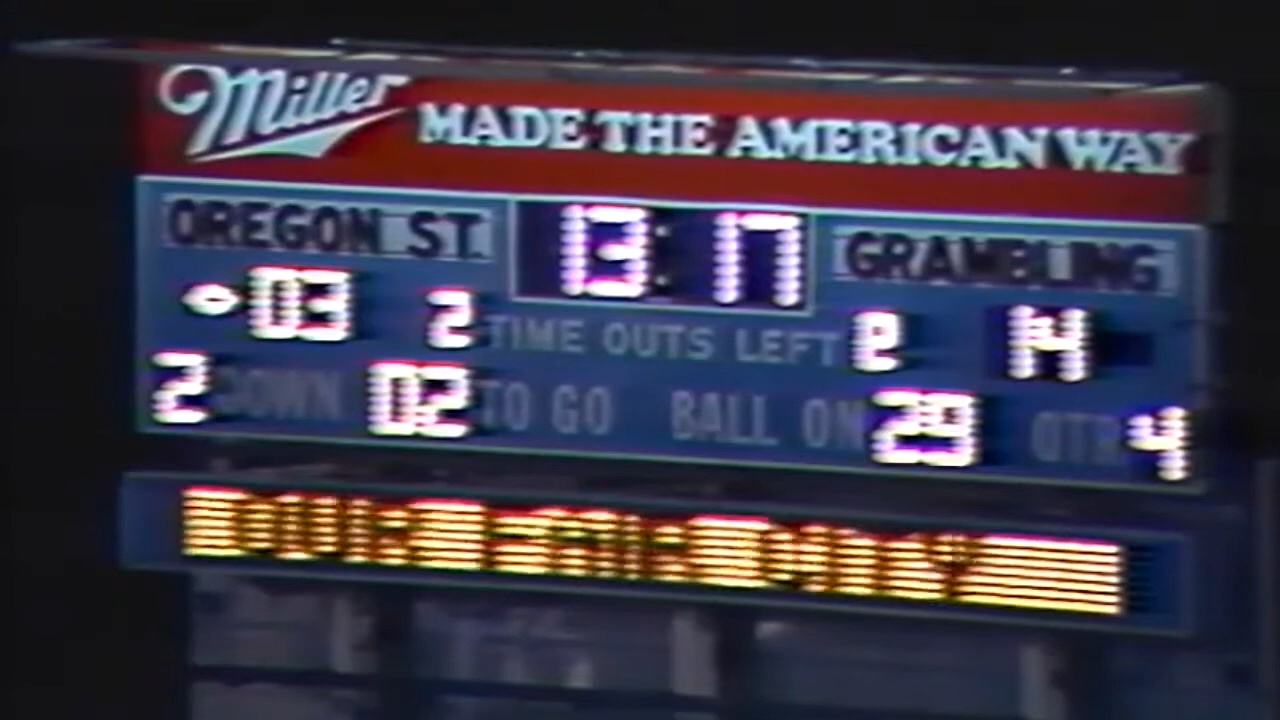 Miller MADE THE AMERICAN WAY
OREGON ST. 13:17 GRAMBLING
03 2 TIME OUTS LEFT 14
2 DOWN 02 TO GO BALL ON 29 QTR 4